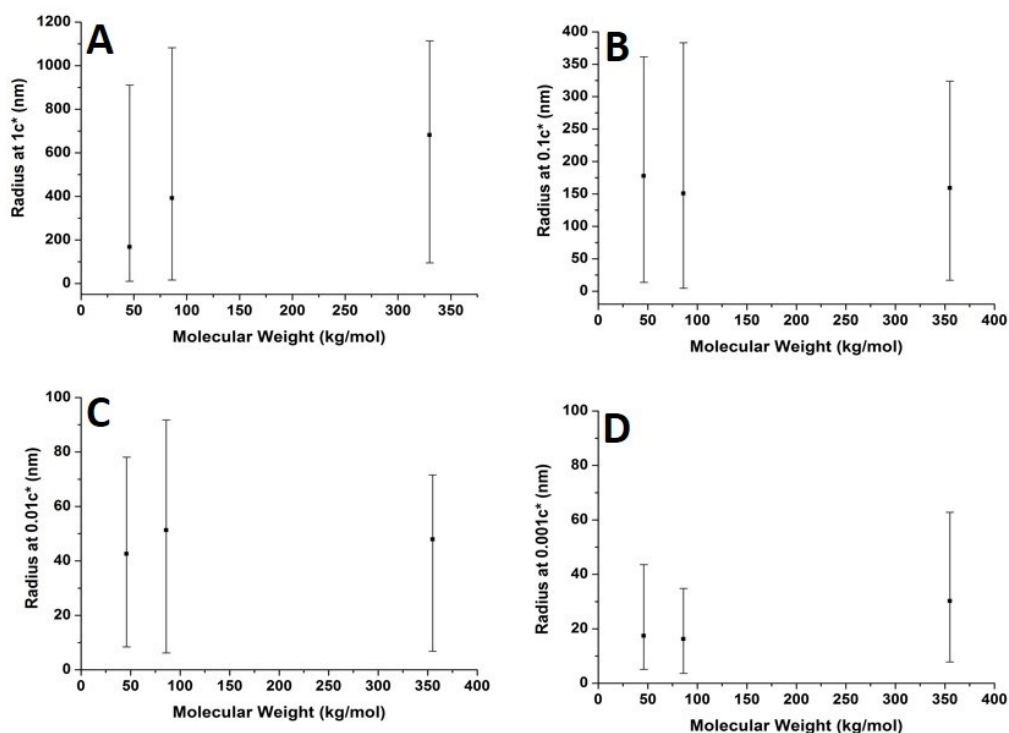 A
Radius at 1c* (nm)
1200
1000
800
600
400
200
0
0 50 100 150 200 250 300 350
Molecular Weight (kg/mol)
B
Radius at 0.1c* (nm)
400
350
300
250
200
150
100
50
0
0 50 100 150 200 250 300 350 400
Molecular Weight (kg/mol)
C
Radius at 0.01c* (nm)
100
80
60
40
20
0
0 50 100 150 200 250 300 350 400
Molecular Weight (kg/mol)
D
Radius at 0.001c* (nm)
100
80
60
40
20
0
0 50 100 150 200 250 300 350 400
Molecular Weight (kg/mol)